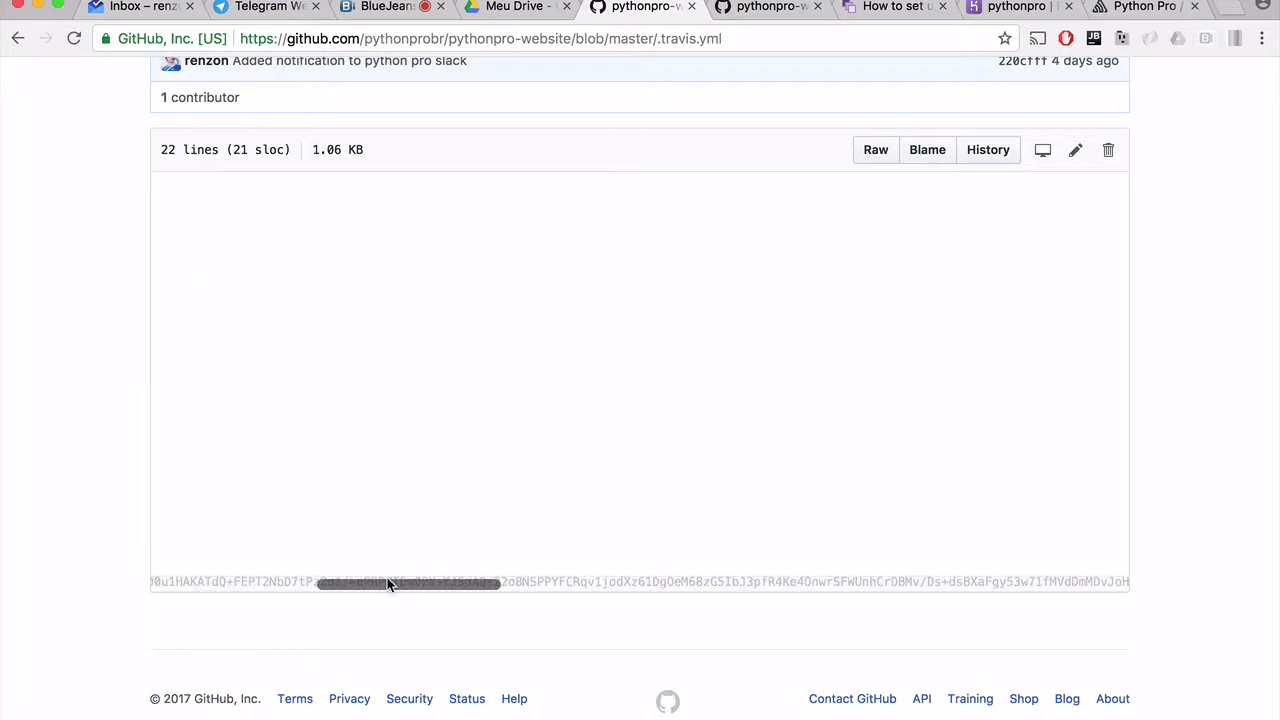 Inbox – renz
Telegram We
BlueJeans
Meu Drive -
pythonpro-w
pythonpro-w
How to set u
pythonpro |
Python Pro /
GitHub, Inc. [US]
https://github.com/pythonprobr/pythonpro-website/blob/master/.travis.yml
renzon Added notification to python pro slack
220cfff 4 days ago
1 contributor
22 lines (21 sloc)
1.06 KB
Raw
Blame
History
© 2017 GitHub, Inc.
Terms
Privacy
Security
Status
Help
Contact GitHub
API
Training
Shop
Blog
About